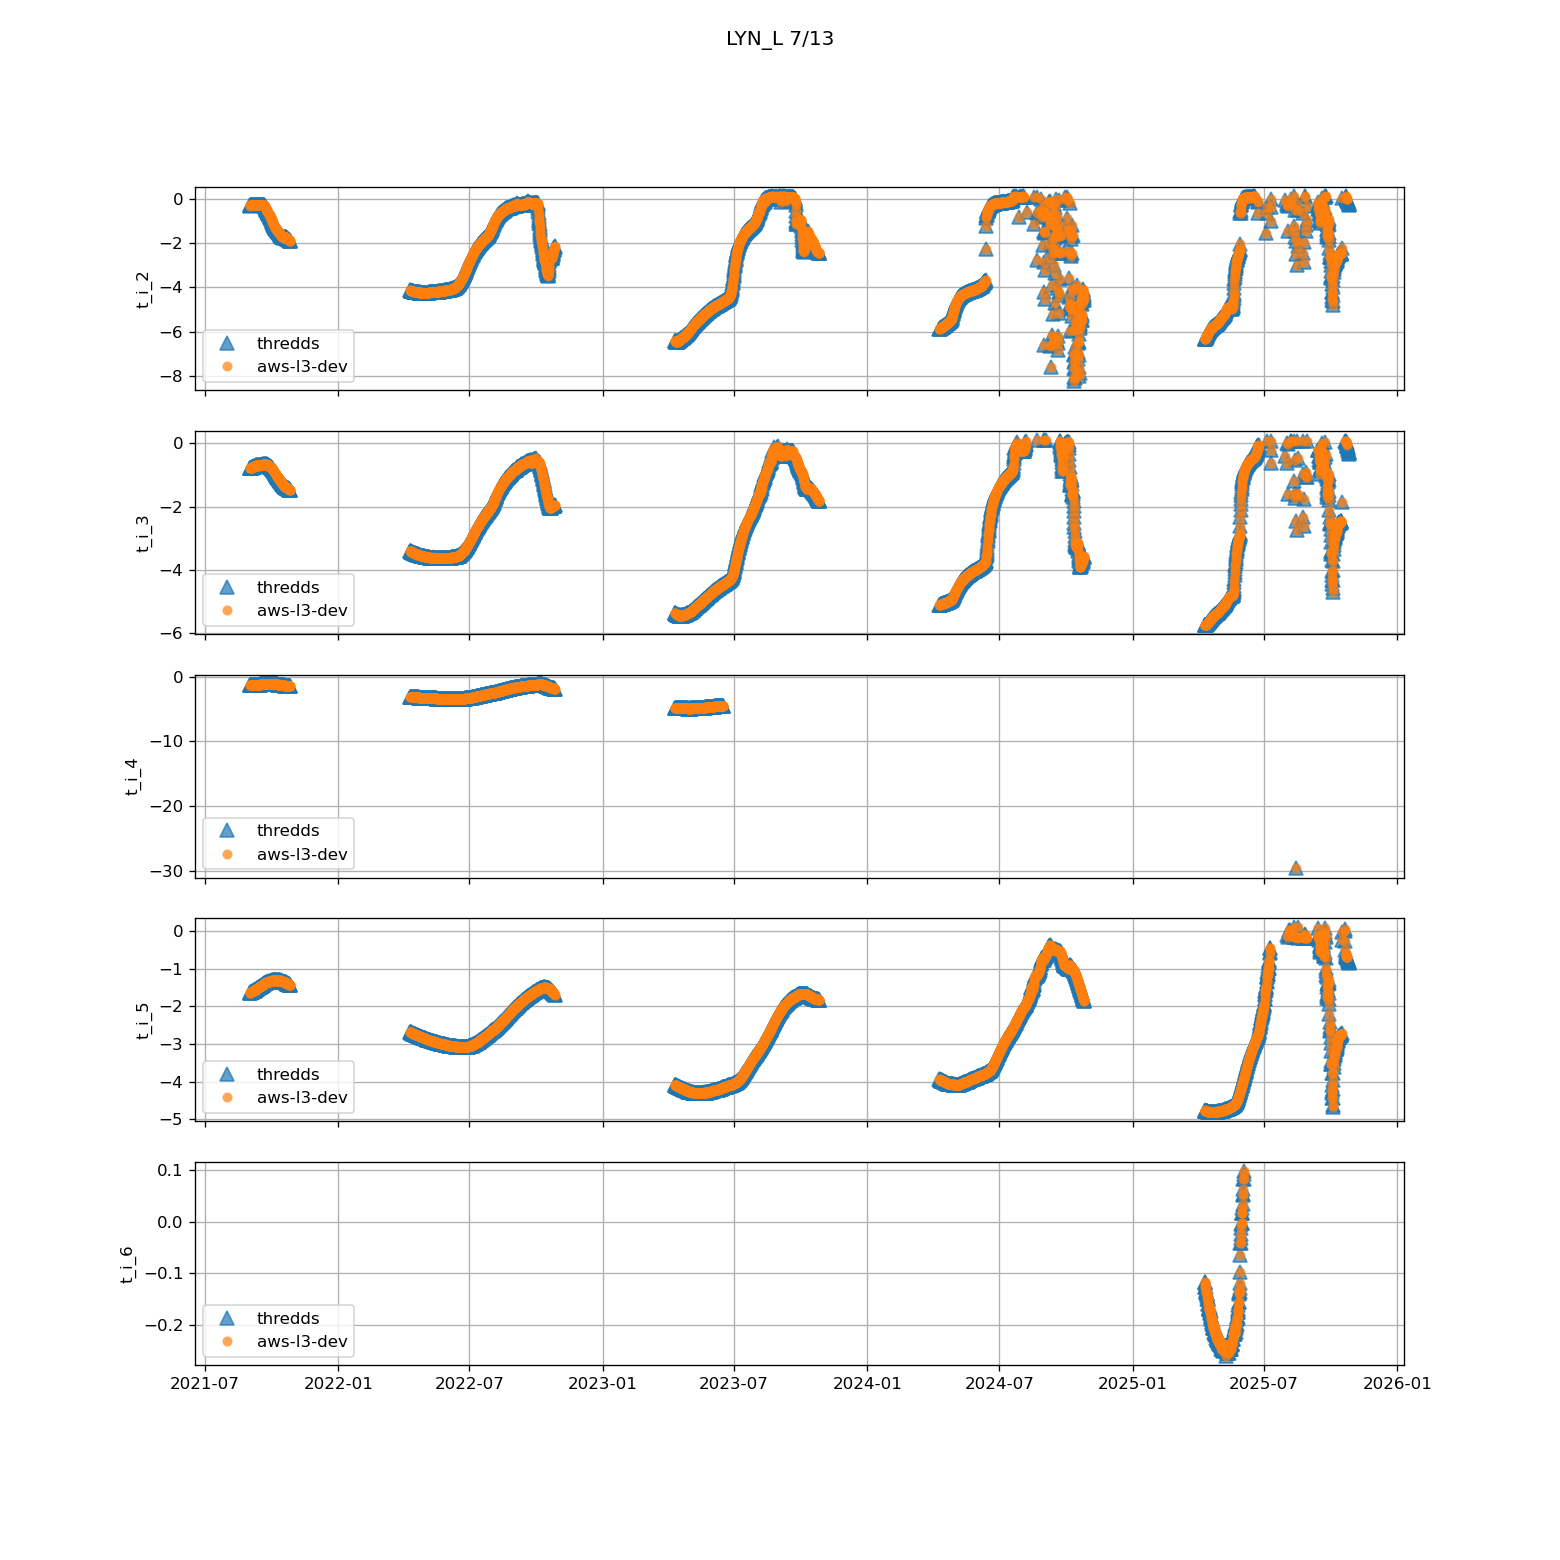 LYN_L 7/13
0
−2
−4
−6
−8
t_i_2
thredds
aws-l3-dev
0
−2
−4
−6
t_i_3
thredds
aws-l3-dev
0
−10
−20
−30
t_i_4
thredds
aws-l3-dev
0
−1
−2
−3
−4
−5
t_i_5
thredds
aws-l3-dev
0.1
0.0
−0.1
−0.2
t_i_6
thredds
aws-l3-dev
2021-07 2022-01 2022-07 2023-01 2023-07 2024-01 2024-07 2025-01 2025-07 2026-01